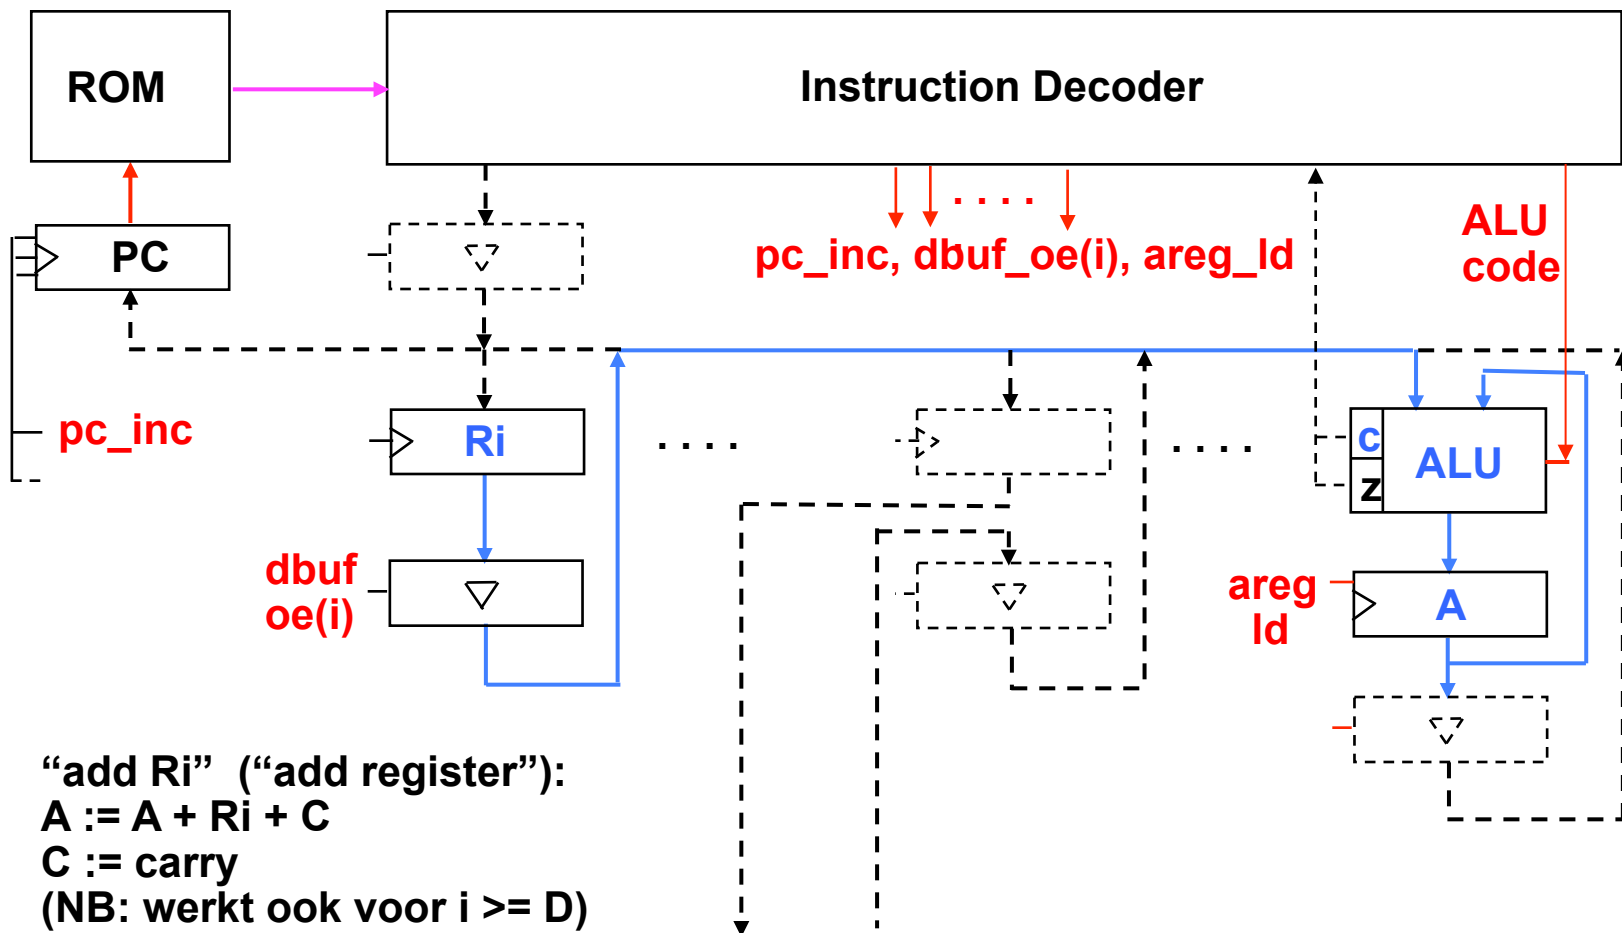 ROM
Instruction Decoder
PC
pc_inc, dbuf_oe(i), areg_ld
ALU
code
pc_inc
Ri
. . . .
. . . .
. . . .
c
z
ALU
dbuf
oe(i)
areg
ld
A
“add Ri” (“add register”):
A := A + Ri + C
C := carry
(NB: werkt ook voor i >= D)